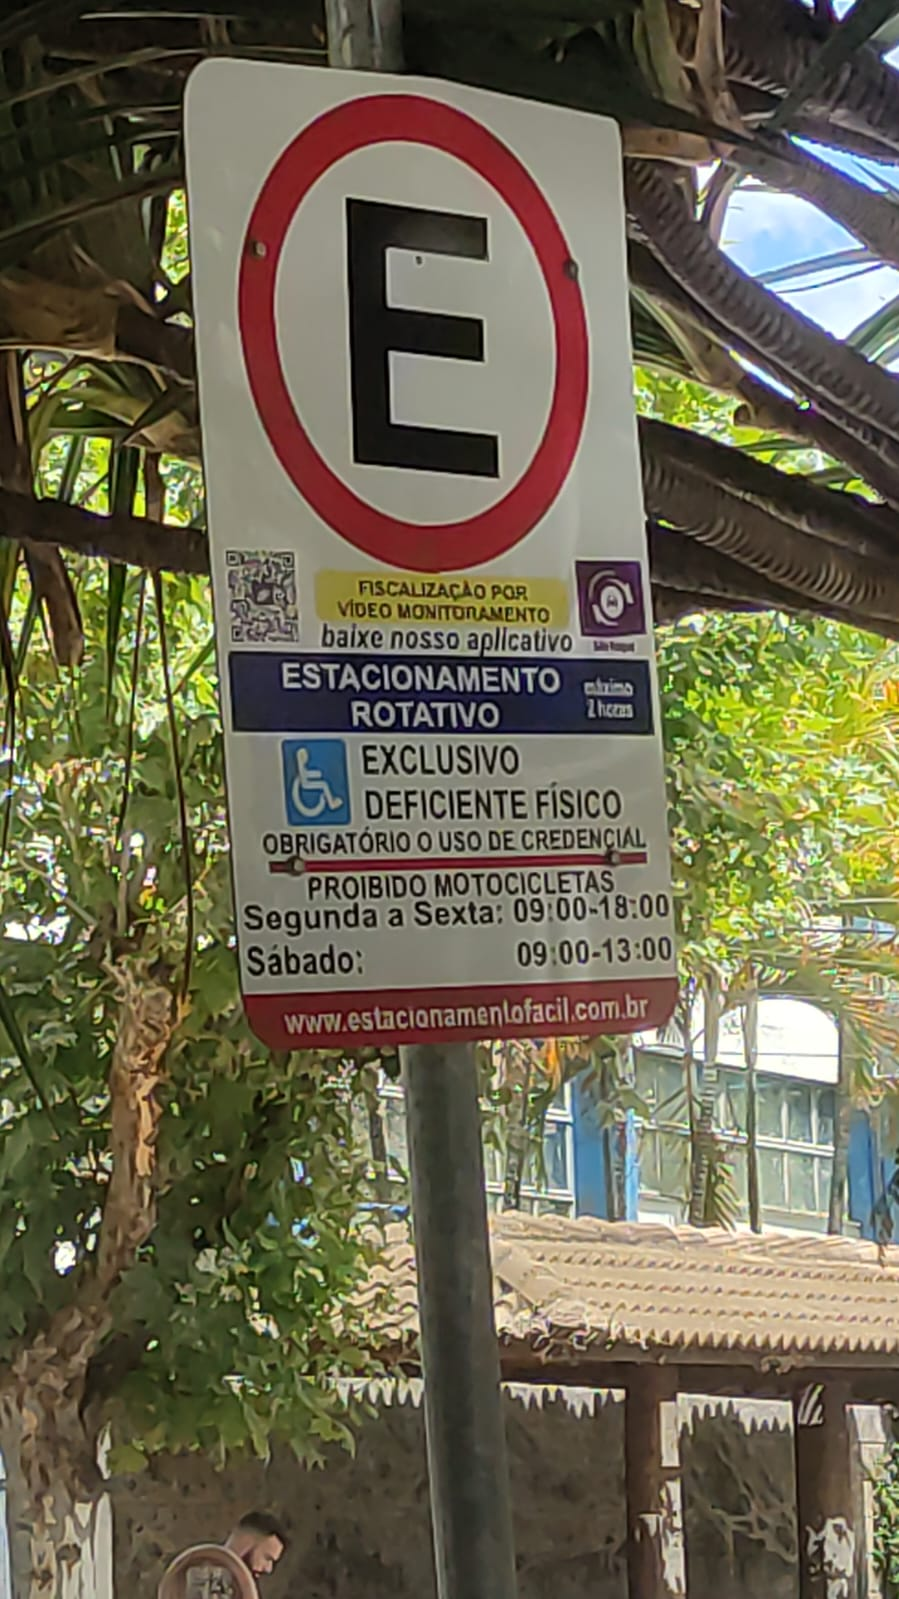 E
FISCALIZAÇÃO POR
VÍDEO MONITORAMENTO
baixe nosso aplicativo
ESTACIONAMENTO
ROTATIVO
máximo
2 horas
EXCLUSIVO
DEFICIENTE FÍSICO
OBRIGATÓRIO O USO DE CREDENCIAL
PROIBIDO MOTOCICLETAS
Segunda a Sexta: 09:00-18:00
Sábado: 09:00-13:00
www.estacionamentofacil.com.br